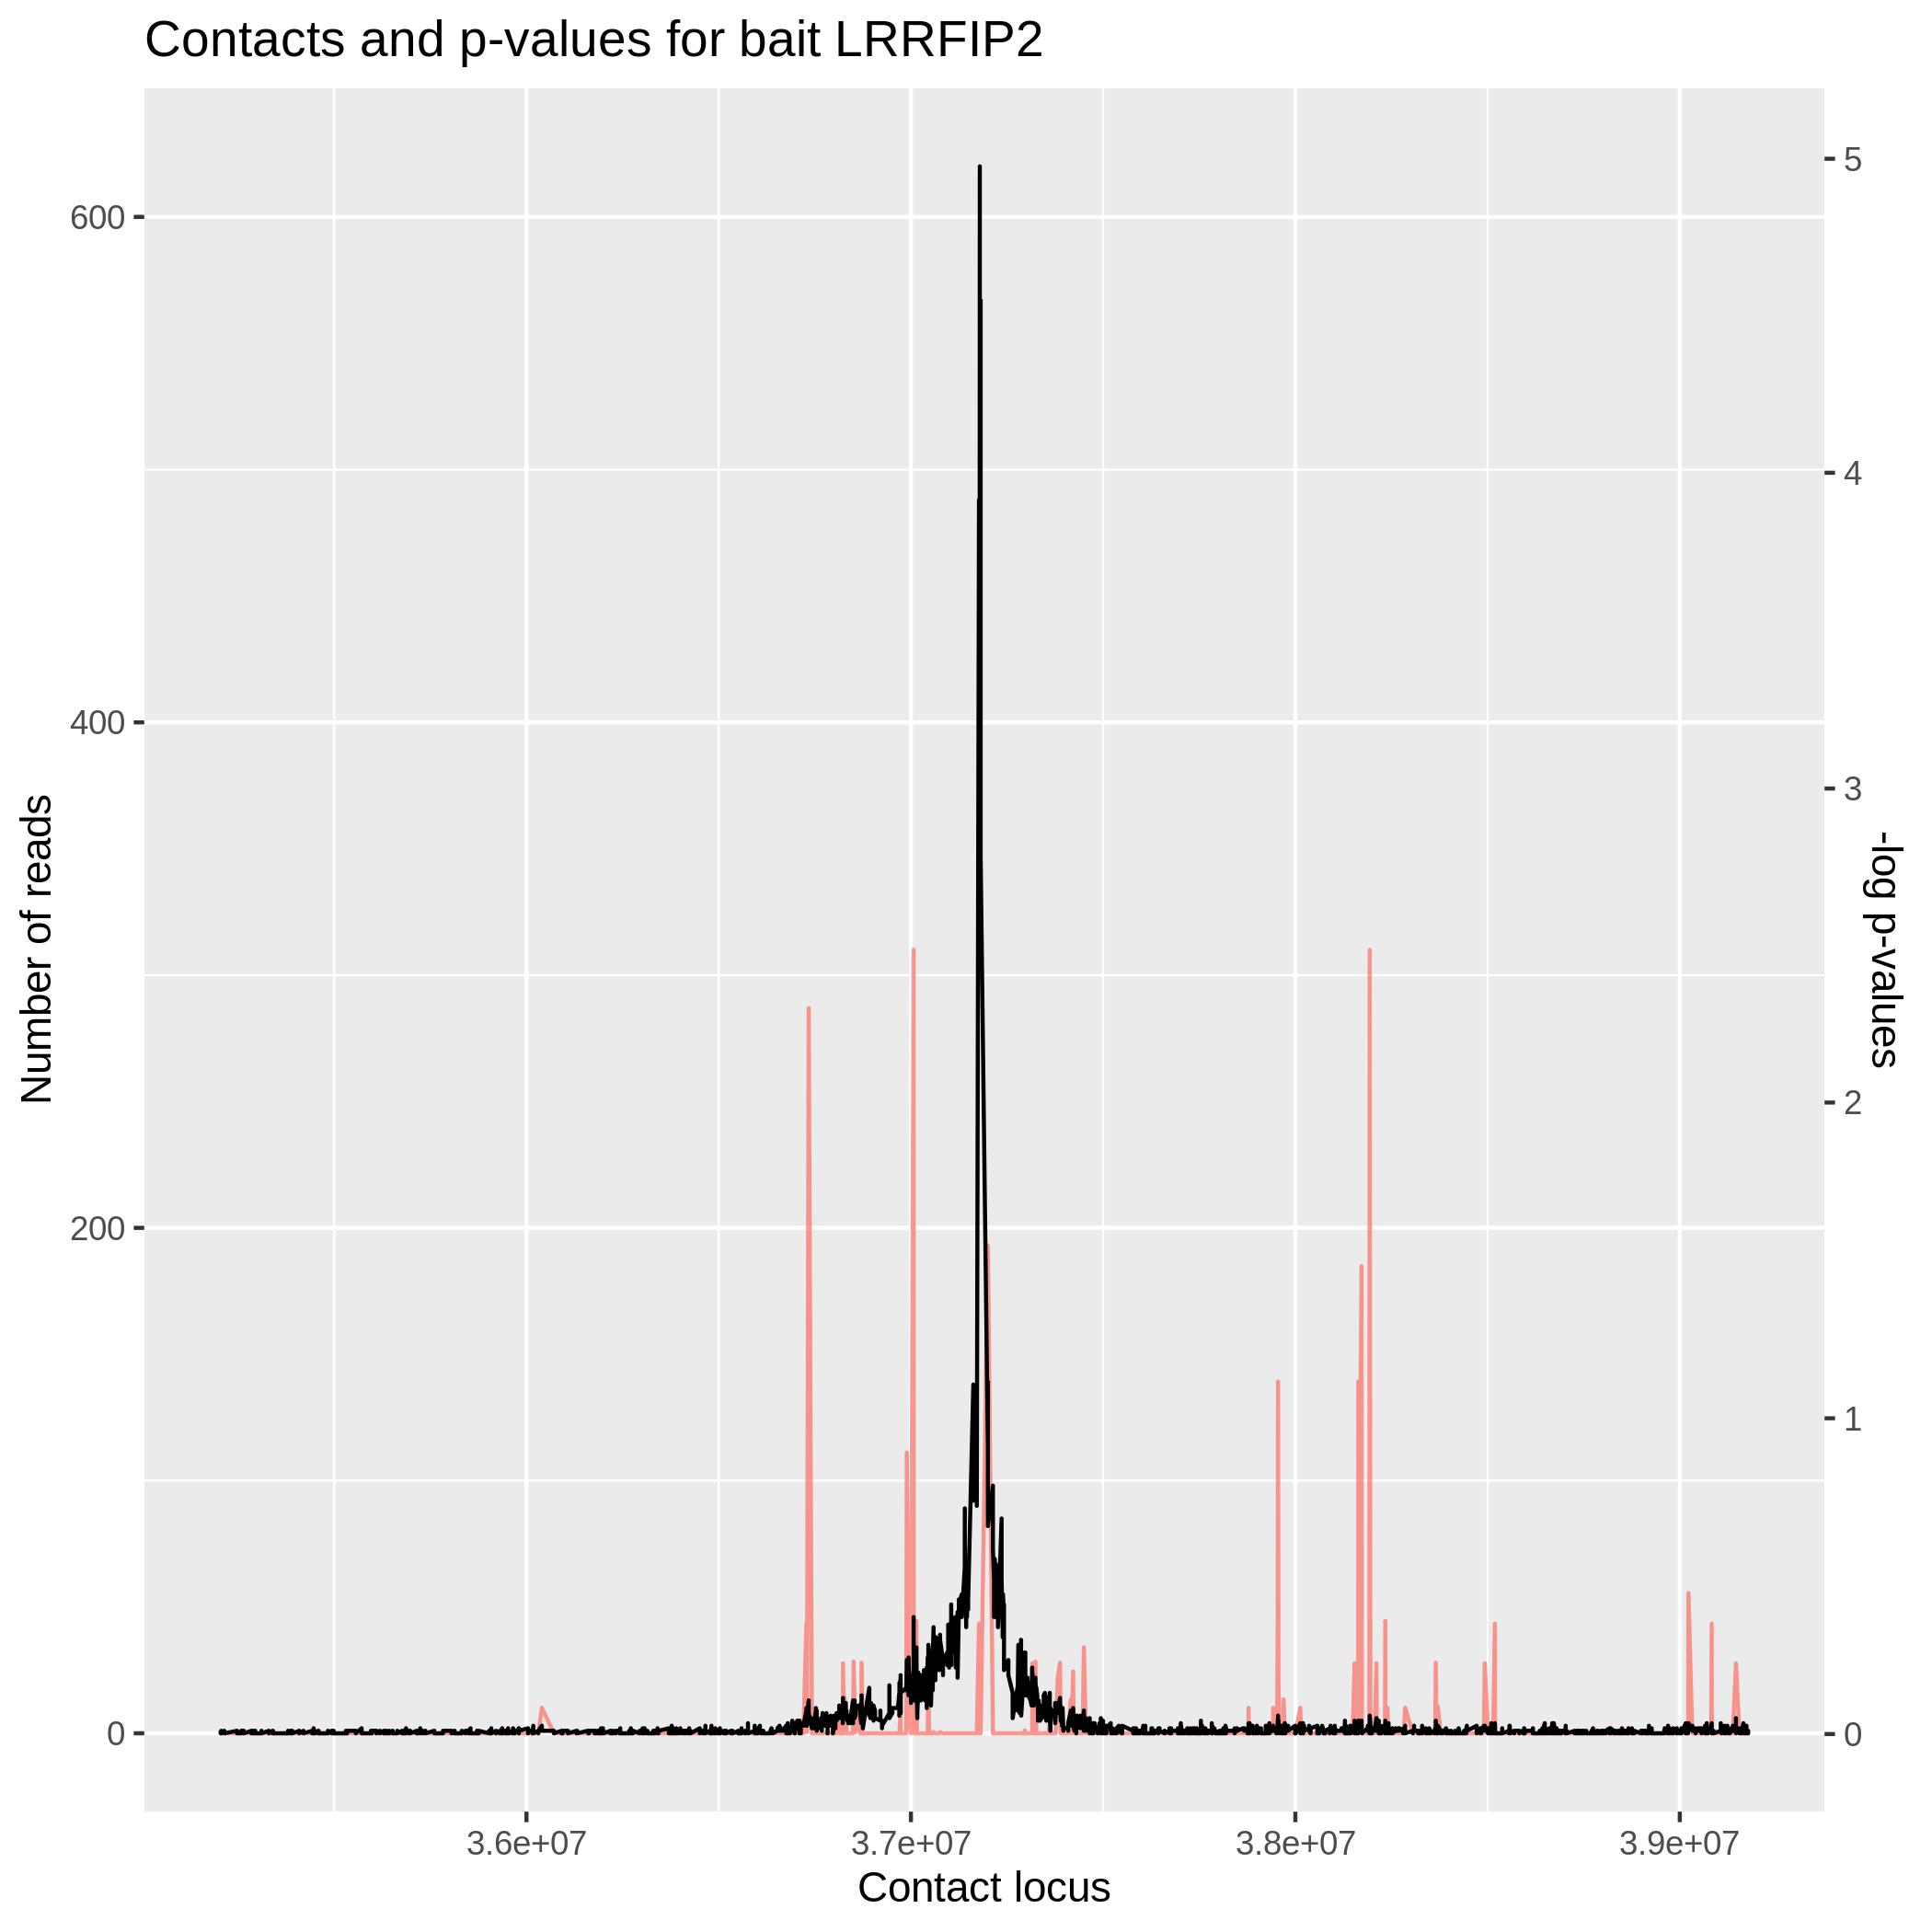 Contacts and p-values for bait LRRFIP2
600
400
200
0
5
4
3
2
1
0
Number of reads
-log p-values
3.6e+07
3.7e+07
3.8e+07
3.9e+07
Contact locus